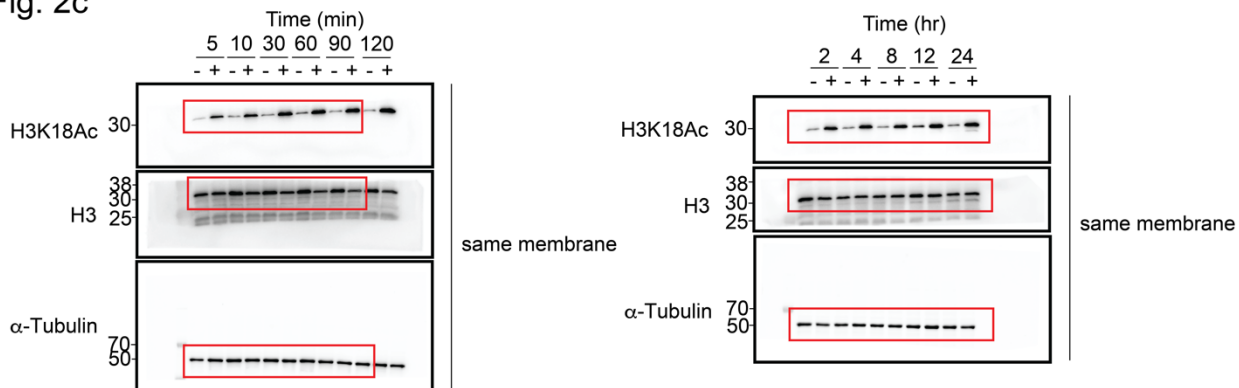 Fig. 2c
Time (min)
5 10 30 60 90 120
- + - + - + - + - + - +
H3K18Ac 30-
H3 38- 30- 25-
same membrane
α-Tubulin 70- 50-
Time (hr)
2 4 8 12 24
- + - + - + - + - +
H3K18Ac 30-
H3 38- 30- 25-
same membrane
α-Tubulin 70- 50-